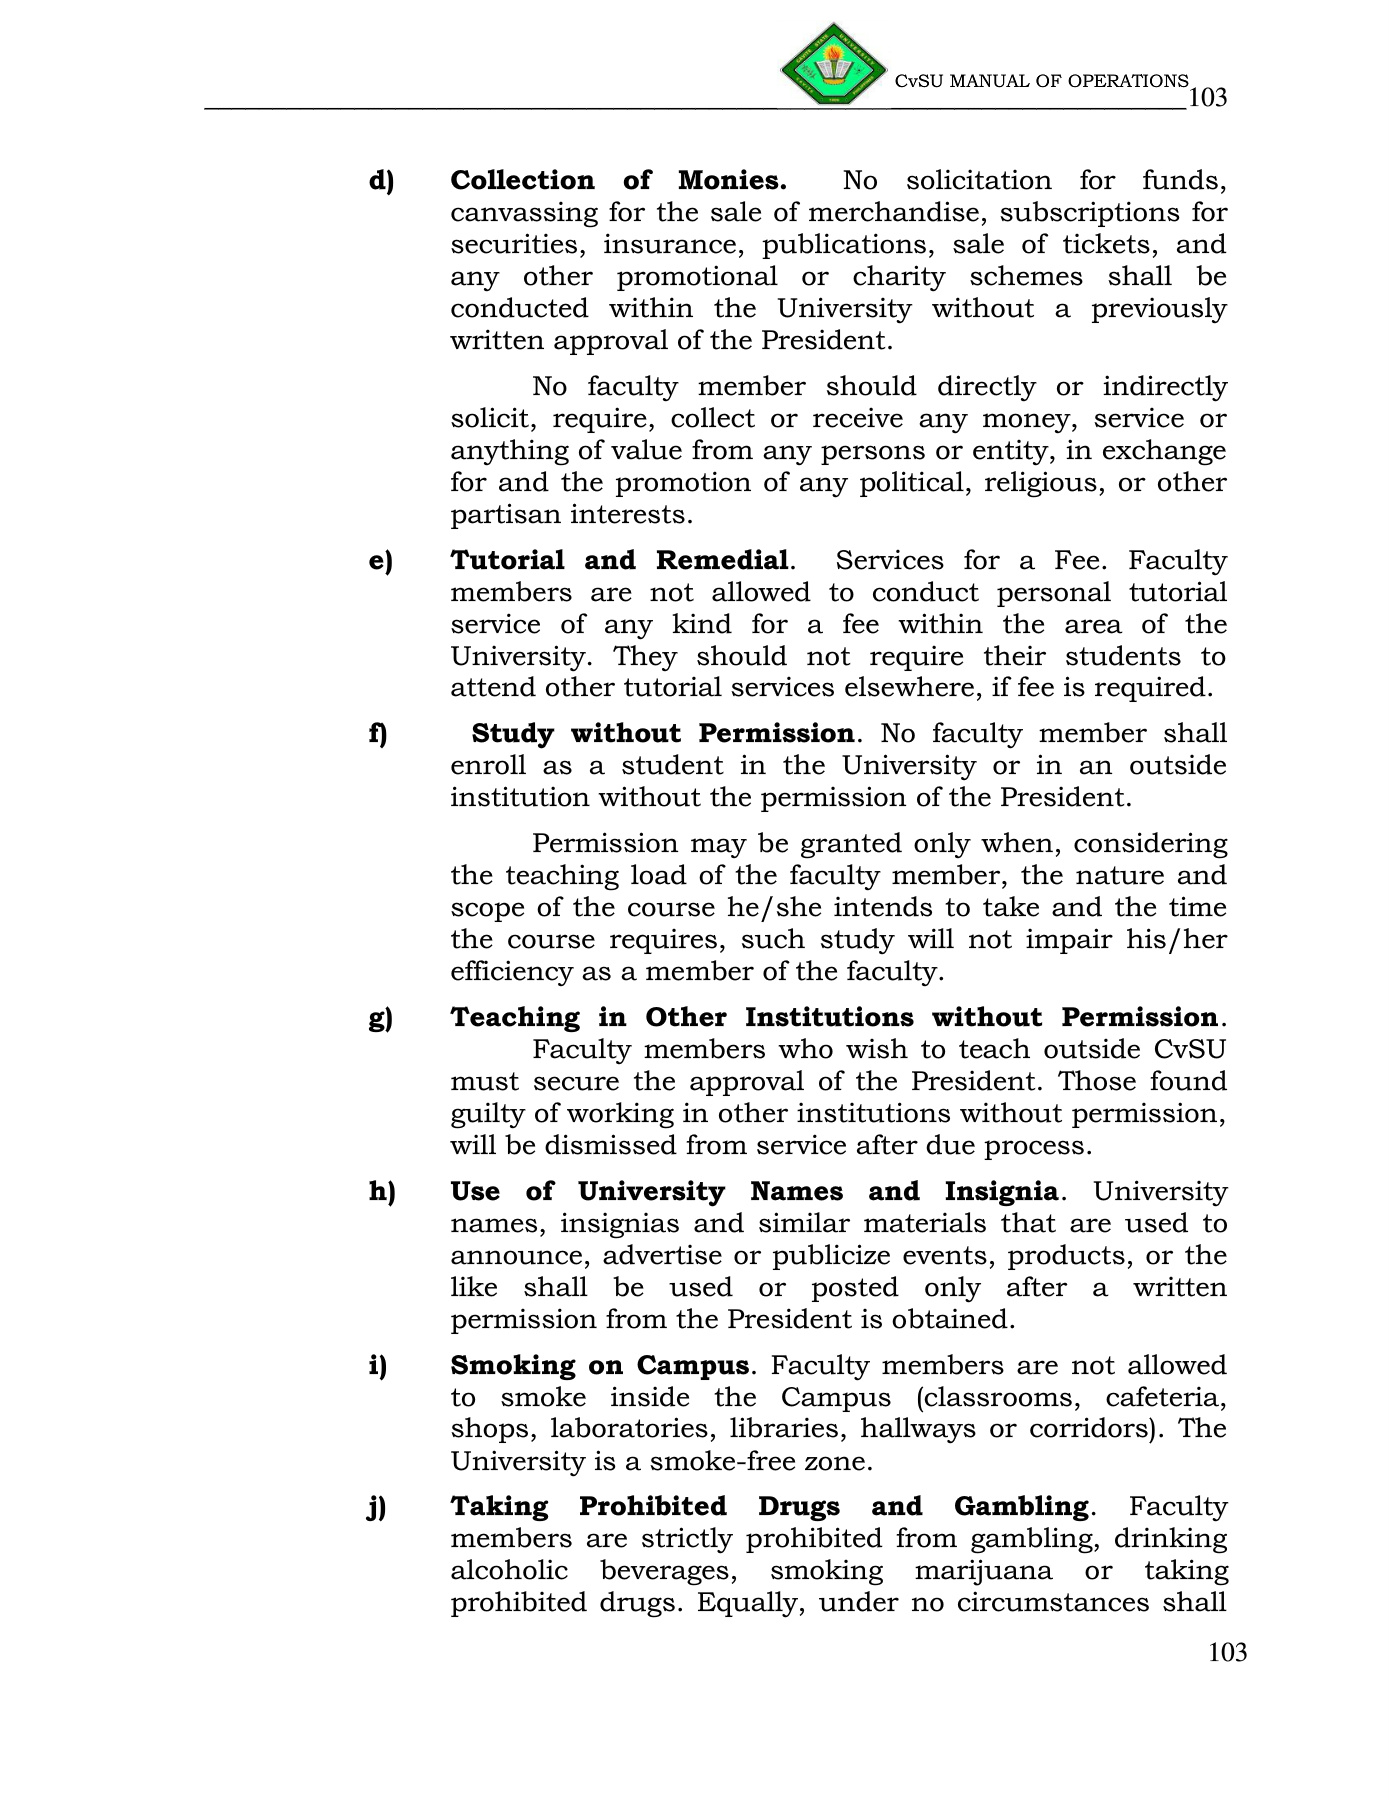 CvSU MANUAL OF OPERATIONS
103
d) Collection of Monies. No solicitation for funds,
canvassing for the sale of merchandise, subscriptions for
securities, insurance, publications, sale of tickets, and
any other promotional or charity schemes shall be
conducted within the University without a previously
written approval of the President.
No faculty member should directly or indirectly
solicit, require, collect or receive any money, service or
anything of value from any persons or entity, in exchange
for and the promotion of any political, religious, or other
partisan interests.
e) Tutorial and Remedial. Services for a Fee. Faculty
members are not allowed to conduct personal tutorial
service of any kind for a fee within the area of the
University. They should not require their students to
attend other tutorial services elsewhere, if fee is required.
f) Study without Permission. No faculty member shall
enroll as a student in the University or in an outside
institution without the permission of the President.
Permission may be granted only when, considering
the teaching load of the faculty member, the nature and
scope of the course he/she intends to take and the time
the course requires, such study will not impair his/her
efficiency as a member of the faculty.
g) Teaching in Other Institutions without Permission.
Faculty members who wish to teach outside CvSU
must secure the approval of the President. Those found
guilty of working in other institutions without permission,
will be dismissed from service after due process.
h) Use of University Names and Insignia. University
names, insignias and similar materials that are used to
announce, advertise or publicize events, products, or the
like shall be used or posted only after a written
permission from the President is obtained.
i) Smoking on Campus. Faculty members are not allowed
to smoke inside the Campus (classrooms, cafeteria,
shops, laboratories, libraries, hallways or corridors). The
University is a smoke-free zone.
j) Taking Prohibited Drugs and Gambling. Faculty
members are strictly prohibited from gambling, drinking
alcoholic beverages, smoking marijuana or taking
prohibited drugs. Equally, under no circumstances shall
103